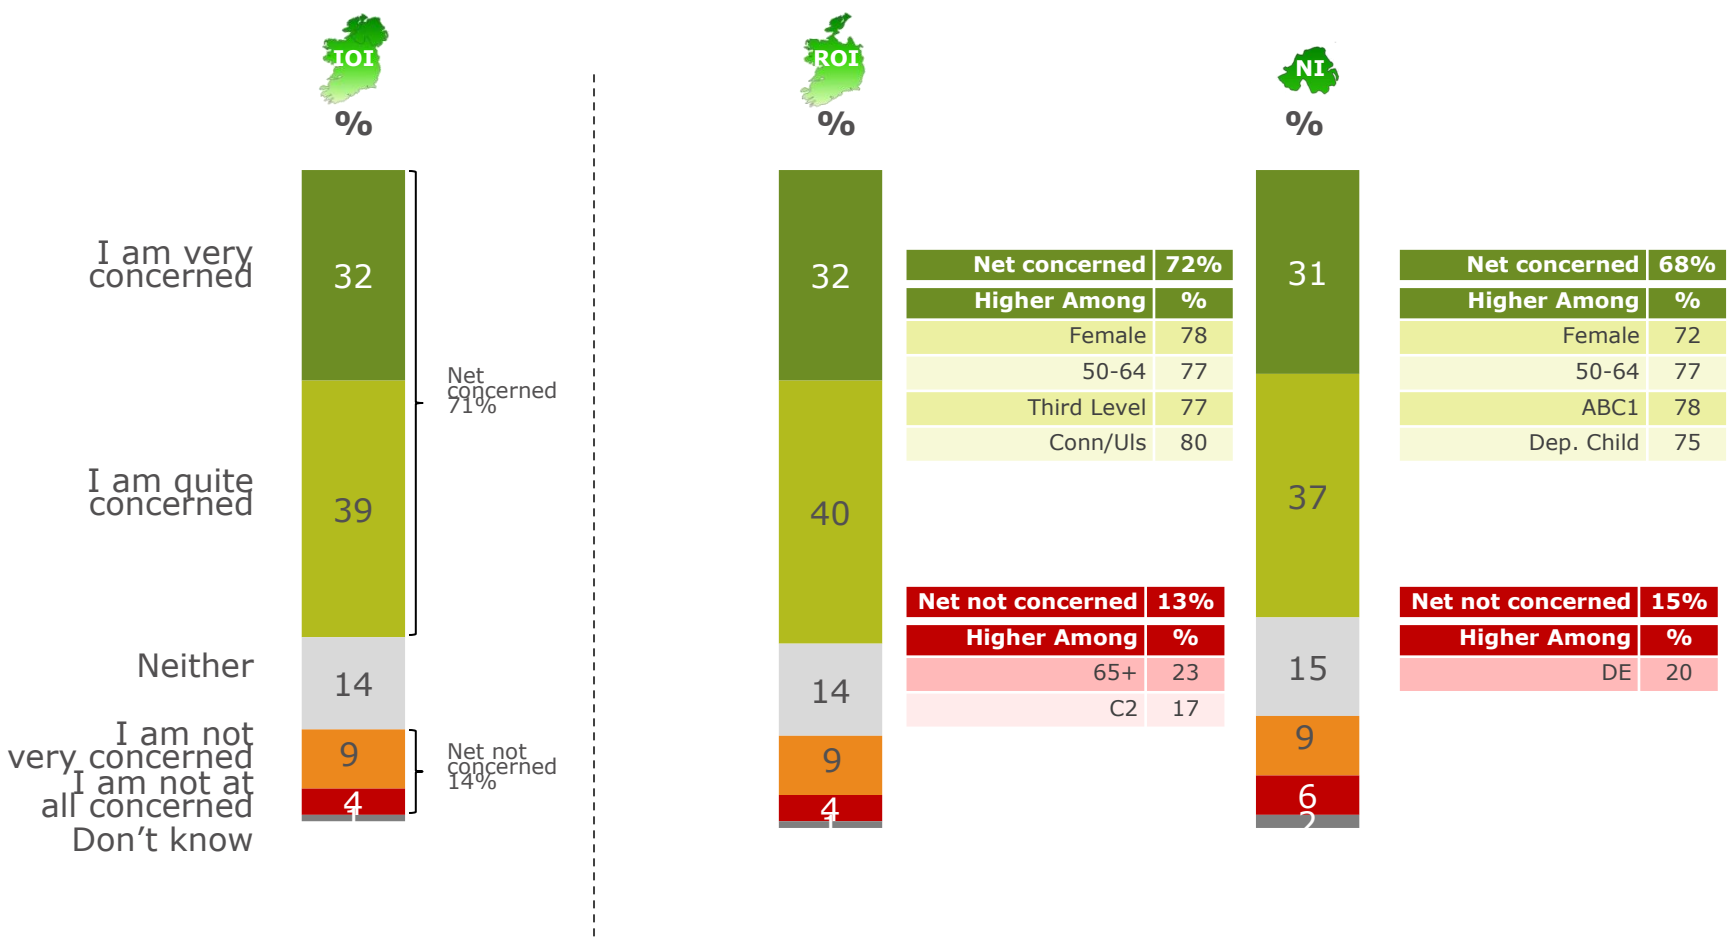 IOI
ROI
NI
%
%
%
I am very
concerned
I am quite
concerned
Neither
I am not
very concerned
I am not at
all concerned
Don’t know
32
39
14
9
4
1
Net
concerned
71%
Net not
concerned
14%
32
40
14
9
4
1
Net concerned 72%
Higher Among %
Female 78
50-64 77
Third Level 77
Conn/Uls 80
Net not concerned 13%
Higher Among %
65+ 23
C2 17
31
37
15
9
6
2
Net concerned 68%
Higher Among %
Female 72
50-64 77
ABC1 78
Dep. Child 75
Net not concerned 15%
Higher Among %
DE 20